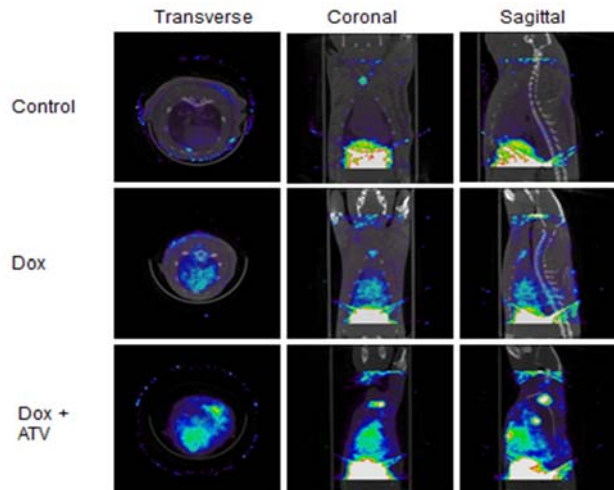 Transverse Coronal Sagittal
Control
Dox
Dox +
ATV